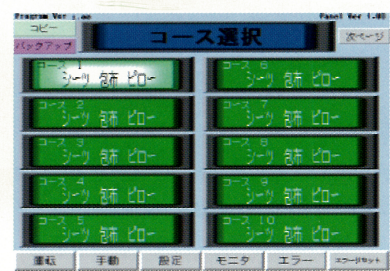 Program Ver :.00
Panel Ver 1.00
コピー
バックアップ
コース選択
次ページ
コース 1
シーツ 包布 ピロー
コース 2
シーツ 包布 ピロー
コース 3
シーツ 包布 ピロー
コース 4
シーツ 包布 ピロー
コース 5
シーツ 包布 ピロー
コース 6
シーツ 包布 ピロー
コース 7
シーツ 包布 ピロー
コース 8
シーツ 包布 ピロー
コース 9
シーツ 包布 ピロー
コース 10
シーツ 包布 ピロー
運転
手動
設定
モニタ
エラー
エラーリセット